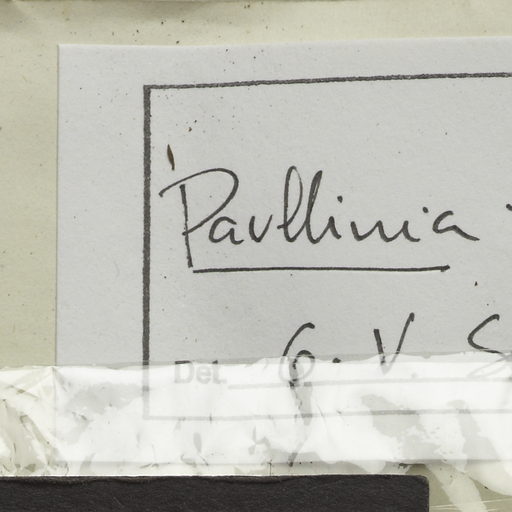 Paullinia
Det. G. V. S